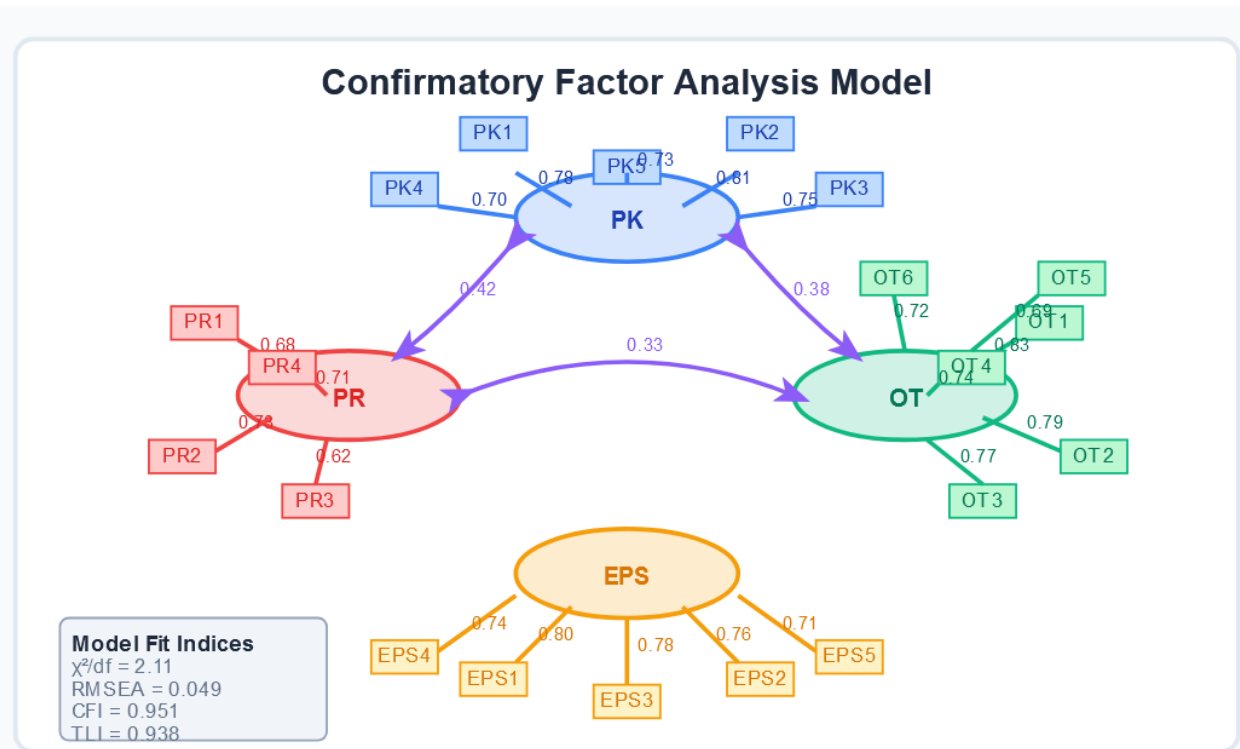 Confirmatory Factor Analysis Model
PK1
PK2
PK5
0.73
PK4
0.78
0.81
PK3
0.70
0.75
PK
OT6
OT5
0.42
0.38
0.72
0.69
PR1
OT1
0.68
0.33
0.83
PR4
OT4
0.71
0.74
PR
OT
0.73
0.79
PR2
0.62
0.77
OT2
PR3
OT3
EPS
0.74
0.80
0.78
0.76
0.71
EPS4
EPS1
EPS3
EPS2
EPS5
Model Fit Indices
χ²/df = 2.11
RMSEA = 0.049
CFI = 0.951
TLI = 0.938